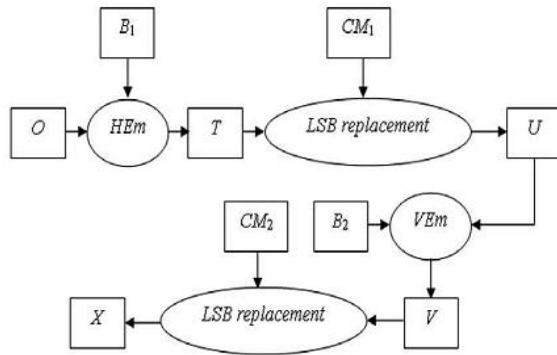 B₁
CM₁
O
HEm
T
LSB replacement
U
CM₂
B₂
VEm
X
LSB replacement
V